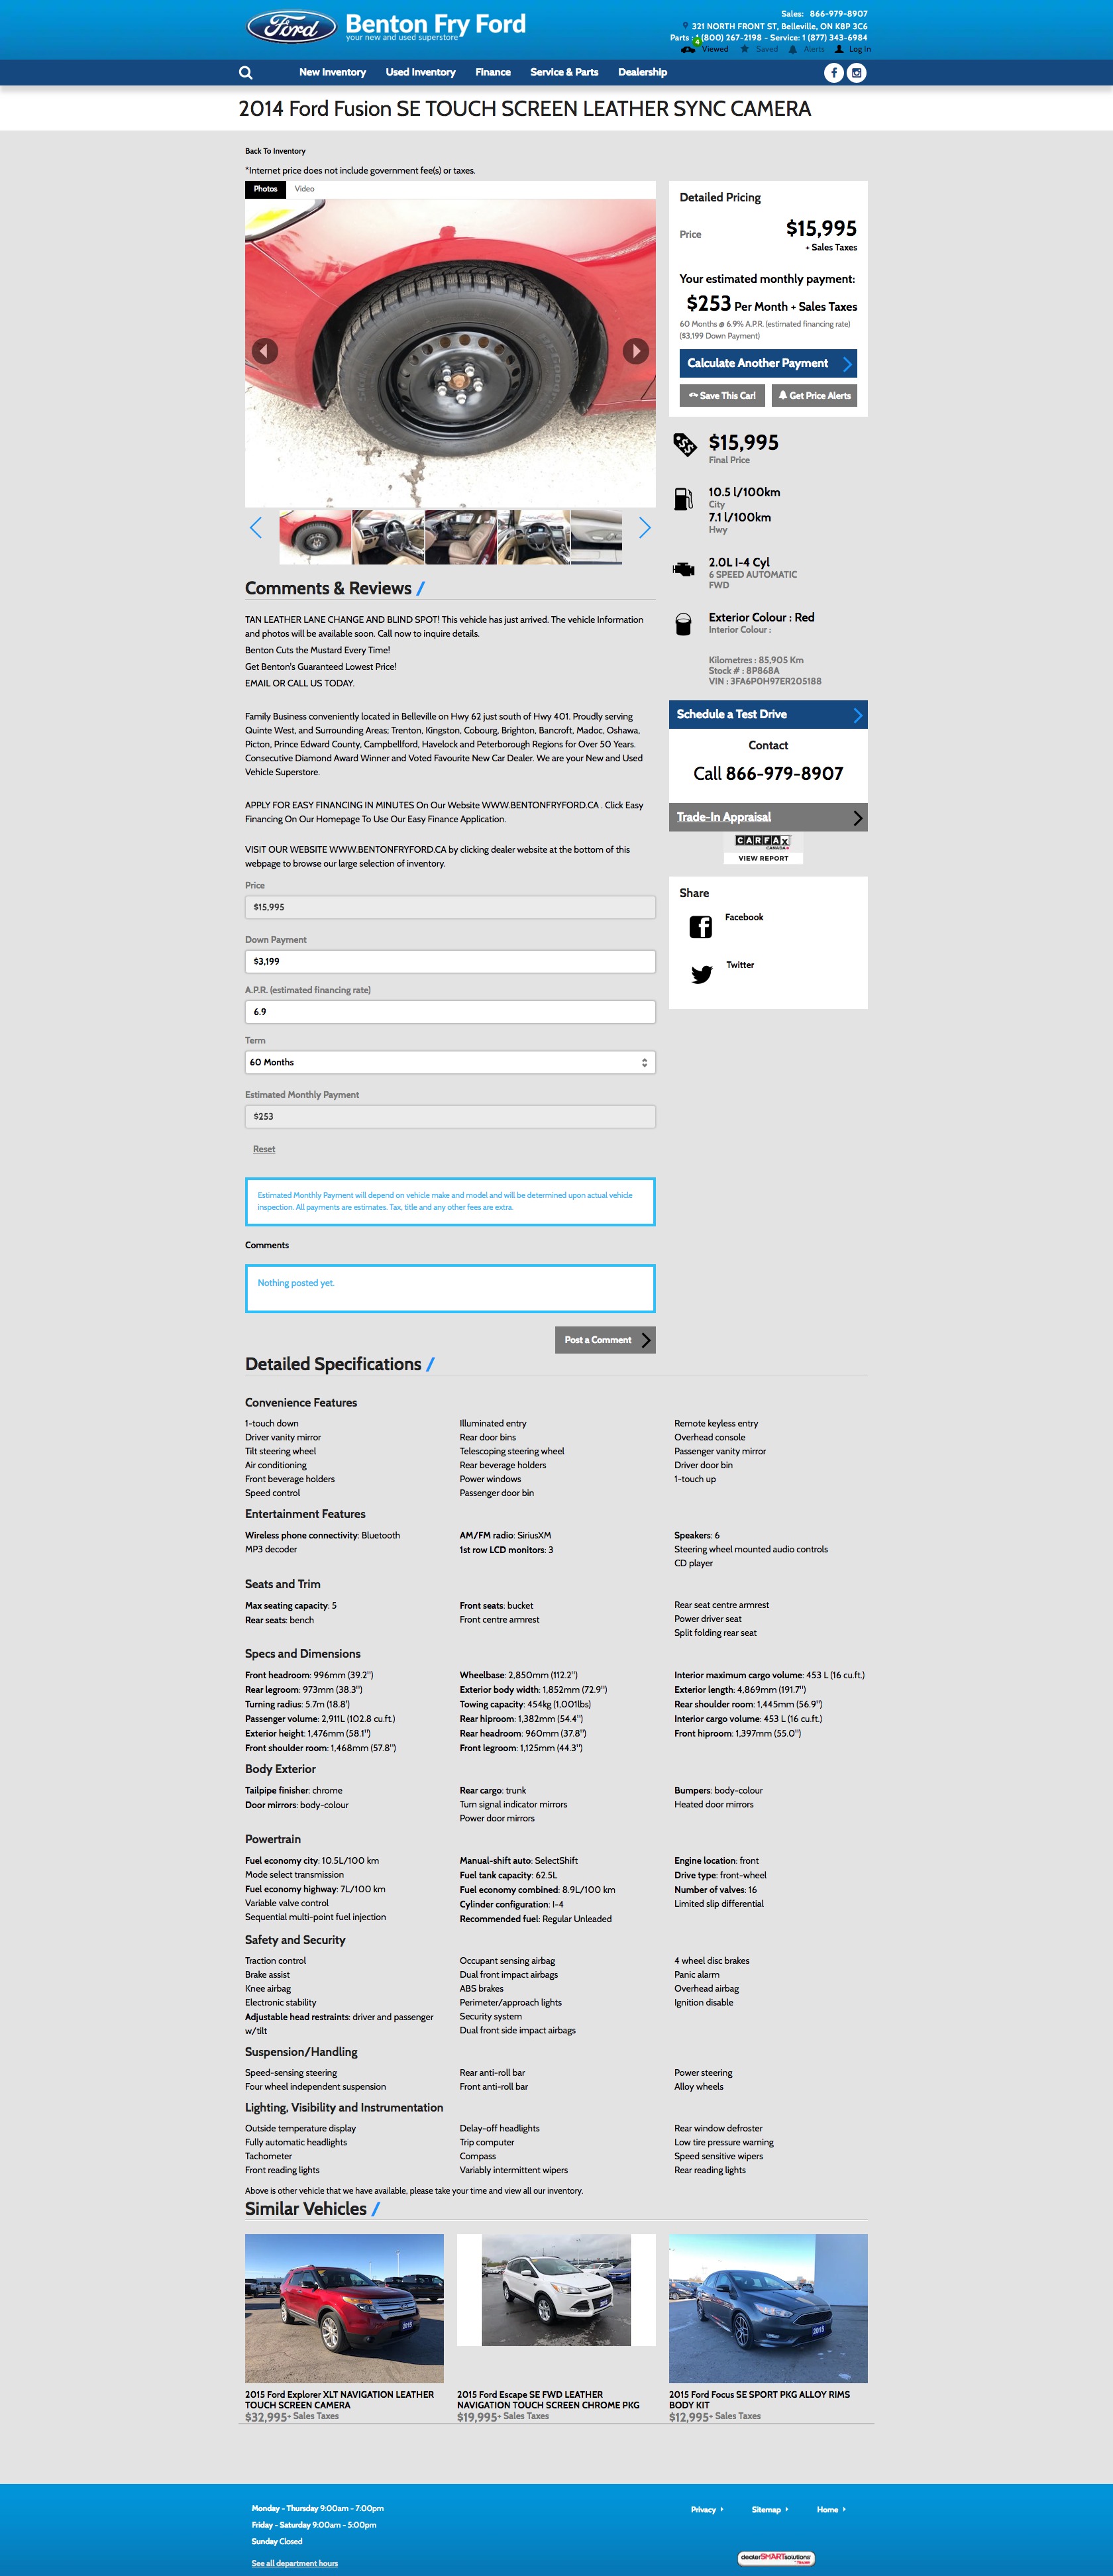 Ford
Benton Fry Ford
your new and used superstore
Sales: 866-979-8907
321 NORTH FRONT ST, Belleville, ON K8P 3C6
Parts : 1 (800) 267-2198 - Service: 1 (877) 343-6984
4
Viewed Saved Alerts Log In
New Inventory Used Inventory Finance Service & Parts Dealership
2014 Ford Fusion SE TOUCH SCREEN LEATHER SYNC CAMERA
Back To Inventory
*Internet price does not include government fee(s) or taxes.
Photos Video
Detailed Pricing
Price $15,995
+ Sales Taxes
Your estimated monthly payment:
$253 Per Month + Sales Taxes
60 Months @ 6.9% A.P.R. (estimated financing rate)
($3,199 Down Payment)
Calculate Another Payment
Save This Car! Get Price Alerts
$15,995
Final Price
10.5 l/100km
City
7.1 l/100km
Hwy
2.0L I-4 Cyl
6 SPEED AUTOMATIC
FWD
Exterior Colour : Red
Interior Colour :
Kilometres : 85,905 Km
Stock # : 8P868A
VIN : 3FA6P0H97ER205188
Schedule a Test Drive
Contact
Call 866-979-8907
Trade-In Appraisal
CARFAX
CANADA
VIEW REPORT
Share
Facebook
Twitter
Comments & Reviews /
TAN LEATHER LANE CHANGE AND BLIND SPOT! This vehicle has just arrived. The vehicle Information
and photos will be available soon. Call now to inquire details.
Benton Cuts the Mustard Every Time!
Get Benton's Guaranteed Lowest Price!
EMAIL OR CALL US TODAY.
Family Business conveniently located in Belleville on Hwy 62 just south of Hwy 401. Proudly serving
Quinte West, and Surrounding Areas; Trenton, Kingston, Cobourg, Brighton, Bancroft, Madoc, Oshawa,
Picton, Prince Edward County, Campbellford, Havelock and Peterborough Regions for Over 50 Years.
Consecutive Diamond Award Winner and Voted Favourite New Car Dealer. We are your New and Used
Vehicle Superstore.
APPLY FOR EASY FINANCING IN MINUTES On Our Website WWW.BENTONFRYFORD.CA . Click Easy
Financing On Our Homepage To Use Our Easy Finance Application.
VISIT OUR WEBSITE WWW.BENTONFRYFORD.CA by clicking dealer website at the bottom of this
webpage to browse our large selection of inventory.
Price
$15,995
Down Payment
$3,199
A.P.R. (estimated financing rate)
6.9
Term
60 Months
Estimated Monthly Payment
$253
Reset
Estimated Monthly Payment will depend on vehicle make and model and will be determined upon actual vehicle
inspection. All payments are estimates. Tax, title and any other fees are extra.
Comments
Nothing posted yet.
Post a Comment
Detailed Specifications /
Convenience Features
1-touch down Illuminated entry Remote keyless entry
Driver vanity mirror Rear door bins Overhead console
Tilt steering wheel Telescoping steering wheel Passenger vanity mirror
Air conditioning Rear beverage holders Driver door bin
Front beverage holders Power windows 1-touch up
Speed control Passenger door bin
Entertainment Features
Wireless phone connectivity: Bluetooth AM/FM radio: SiriusXM Speakers: 6
MP3 decoder 1st row LCD monitors: 3 Steering wheel mounted audio controls
CD player
Seats and Trim
Max seating capacity: 5 Front seats: bucket Rear seat centre armrest
Rear seats: bench Front centre armrest Power driver seat
Split folding rear seat
Specs and Dimensions
Front headroom: 996mm (39.2") Wheelbase: 2,850mm (112.2") Interior maximum cargo volume: 453 L (16 cu.ft.)
Rear legroom: 973mm (38.3") Exterior body width: 1,852mm (72.9") Exterior length: 4,869mm (191.7")
Turning radius: 5.7m (18.8') Towing capacity: 454kg (1,001lbs) Rear shoulder room: 1,445mm (56.9")
Passenger volume: 2,911L (102.8 cu.ft.) Rear hiproom: 1,382mm (54.4") Interior cargo volume: 453 L (16 cu.ft.)
Exterior height: 1,476mm (58.1") Rear headroom: 960mm (37.8") Front hiproom: 1,397mm (55.0")
Front shoulder room: 1,468mm (57.8") Front legroom: 1,125mm (44.3")
Body Exterior
Tailpipe finisher: chrome Rear cargo: trunk Bumpers: body-colour
Door mirrors: body-colour Turn signal indicator mirrors Heated door mirrors
Power door mirrors
Powertrain
Fuel economy city: 10.5L/100 km Manual-shift auto: SelectShift Engine location: front
Mode select transmission Fuel tank capacity: 62.5L Drive type: front-wheel
Fuel economy highway: 7L/100 km Fuel economy combined: 8.9L/100 km Number of valves: 16
Variable valve control Cylinder configuration: I-4 Limited slip differential
Sequential multi-point fuel injection Recommended fuel: Regular Unleaded
Safety and Security
Traction control Occupant sensing airbag 4 wheel disc brakes
Brake assist Dual front impact airbags Panic alarm
Knee airbag ABS brakes Overhead airbag
Electronic stability Perimeter/approach lights Ignition disable
Adjustable head restraints: driver and passenger Security system
w/tilt Dual front side impact airbags
Suspension/Handling
Speed-sensing steering Rear anti-roll bar Power steering
Four wheel independent suspension Front anti-roll bar Alloy wheels
Lighting, Visibility and Instrumentation
Outside temperature display Delay-off headlights Rear window defroster
Fully automatic headlights Trip computer Low tire pressure warning
Tachometer Compass Speed sensitive wipers
Front reading lights Variably intermittent wipers Rear reading lights
Above is other vehicle that we have available, please take your time and view all our inventory.
Similar Vehicles /
2015 2015
2015 Ford Explorer XLT NAVIGATION LEATHER
TOUCH SCREEN CAMERA
$32,995+ Sales Taxes
2015 Ford Escape SE FWD LEATHER
NAVIGATION TOUCH SCREEN CHROME PKG
$19,995+ Sales Taxes
2015 Ford Focus SE SPORT PKG ALLOY RIMS
BODY KIT
$12,995+ Sales Taxes
Monday - Thursday 9:00am - 7:00pm
Friday - Saturday 9:00am - 5:00pm
Sunday Closed
See all department hours
Privacy Sitemap Home
dealerSMARTsolutions